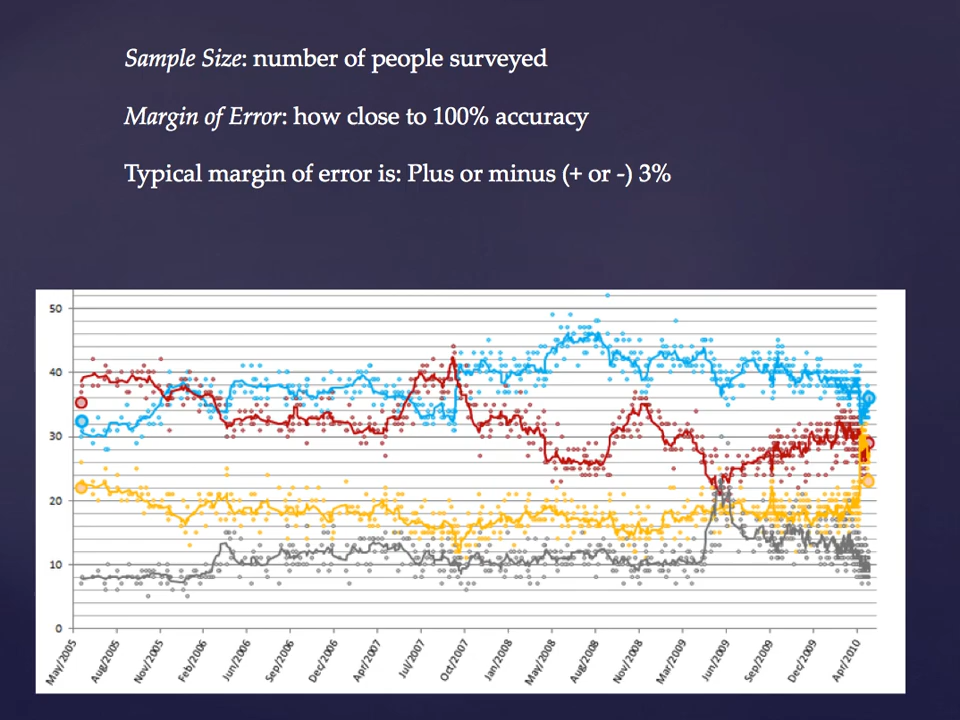 Sample Size: number of people surveyed
Margin of Error: how close to 100% accuracy
Typical margin of error is: Plus or minus (+ or -) 3%
50
40
30
20
10
0
May/2005
Aug/2005
Nov/2005
Feb/2006
Jun/2006
Sep/2006
Dec/2006
Apr/2007
Jul/2007
Oct/2007
Jan/2008
May/2008
Aug/2008
Nov/2008
Mar/2009
Jun/2009
Sep/2009
Dec/2009
Apr/2010